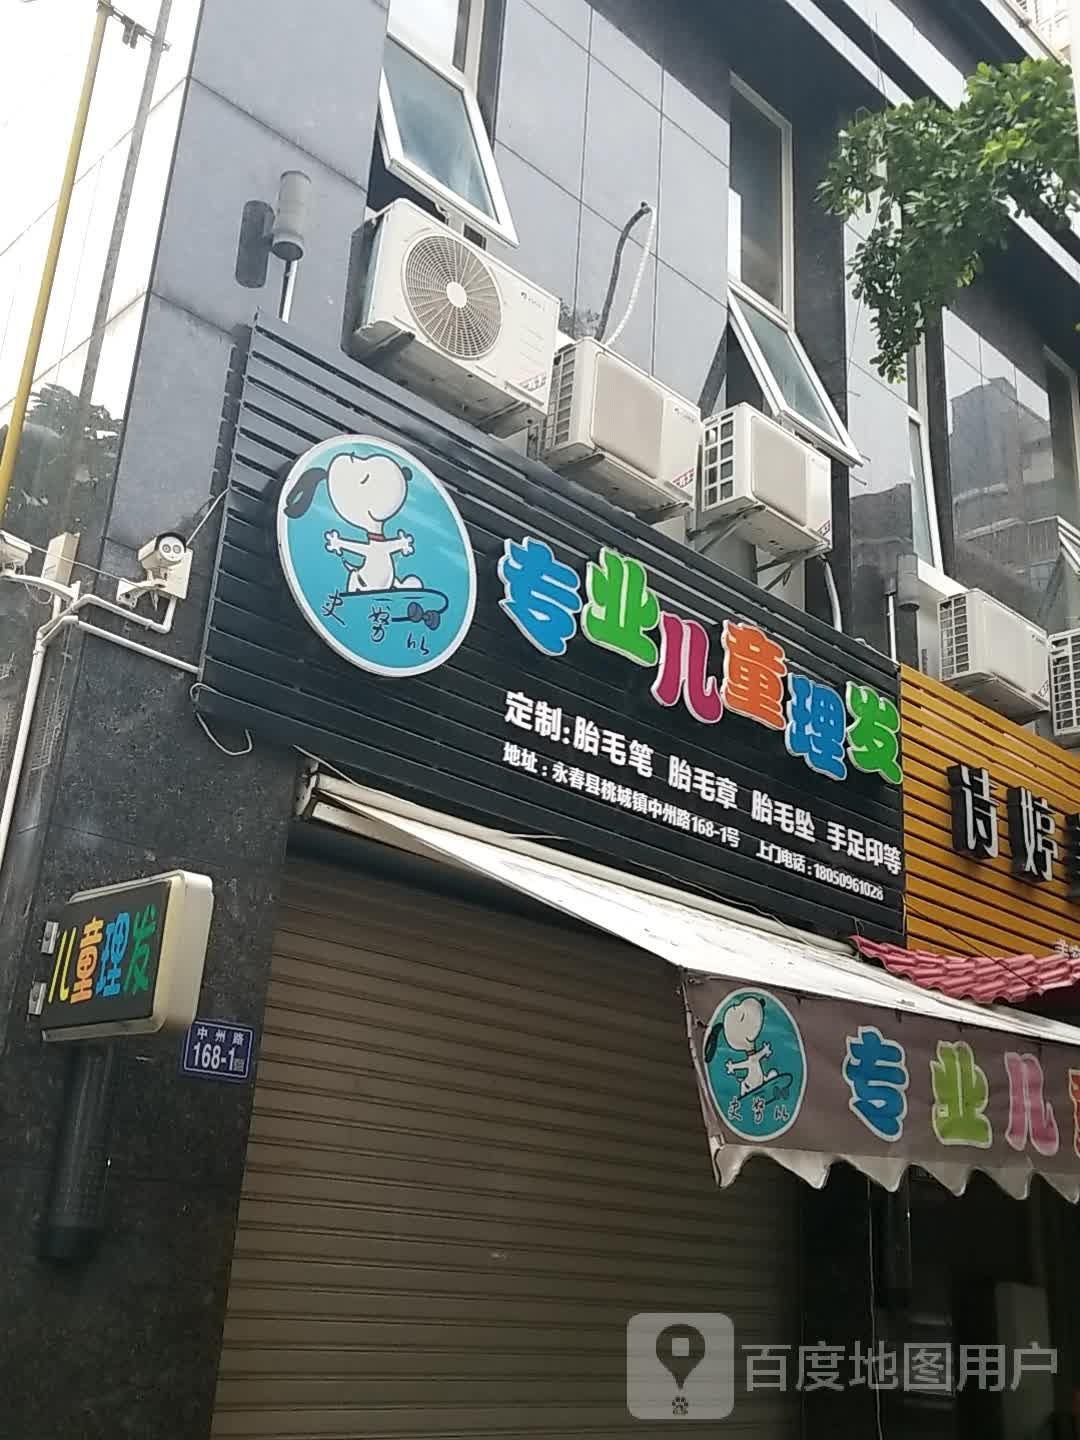 史努比
专业儿童理发
定制:胎毛笔 胎毛章 胎毛坠 手足印等
地址:永春县桃城镇中州路168-1号 上门电话:18050961028
诗婷
儿童理发
中州路
168-1
史努比
专业儿
百度地图用户